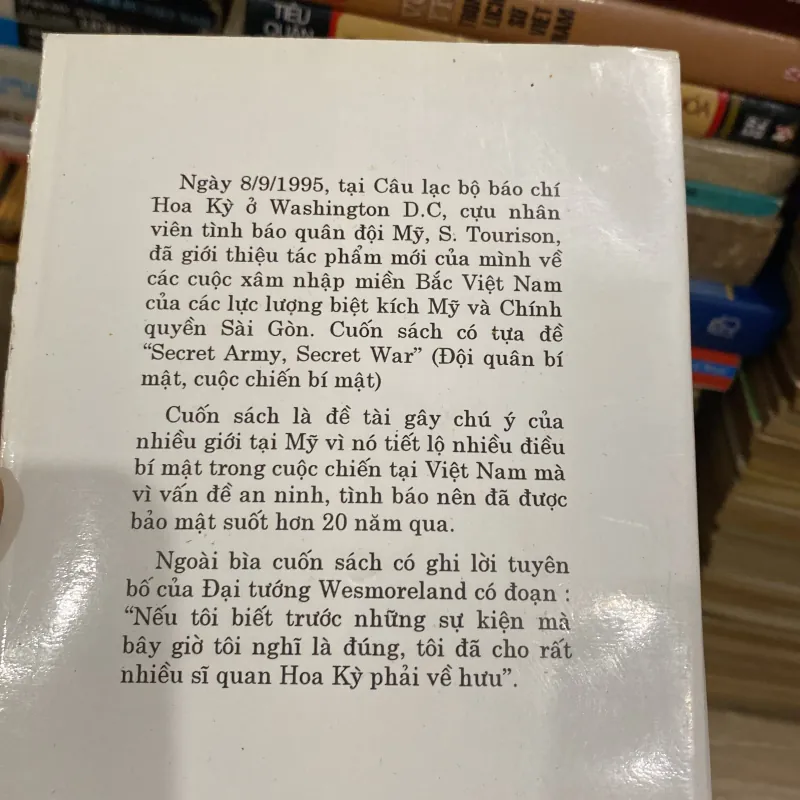 TIỂU
QUẢN
LỊCH
SỬ
VIỆT
NAM
Ngày 8/9/1995, tại Câu lạc bộ báo chí
Hoa Kỳ ở Washington D.C, cựu nhân
viên tình báo quân đội Mỹ, S. Tourison,
đã giới thiệu tác phẩm mới của mình về
các cuộc xâm nhập miền Bắc Việt Nam
của các lực lượng biệt kích Mỹ và Chính
quyền Sài Gòn. Cuốn sách có tựa đề
“Secret Army, Secret War” (Đội quân bí
mật, cuộc chiến bí mật)
Cuốn sách là đề tài gây chú ý của
nhiều giới tại Mỹ vì nó tiết lộ nhiều điều
bí mật trong cuộc chiến tại Việt Nam mà
vì vấn đề an ninh, tình báo nên đã được
bảo mật suốt hơn 20 năm qua.
Ngoài bìa cuốn sách có ghi lời tuyên
bố của Đại tướng Wesmoreland có đoạn :
“Nếu tôi biết trước những sự kiện mà
bây giờ tôi nghĩ là đúng, tôi đã cho rất
nhiều sĩ quan Hoa Kỳ phải về hưu”.